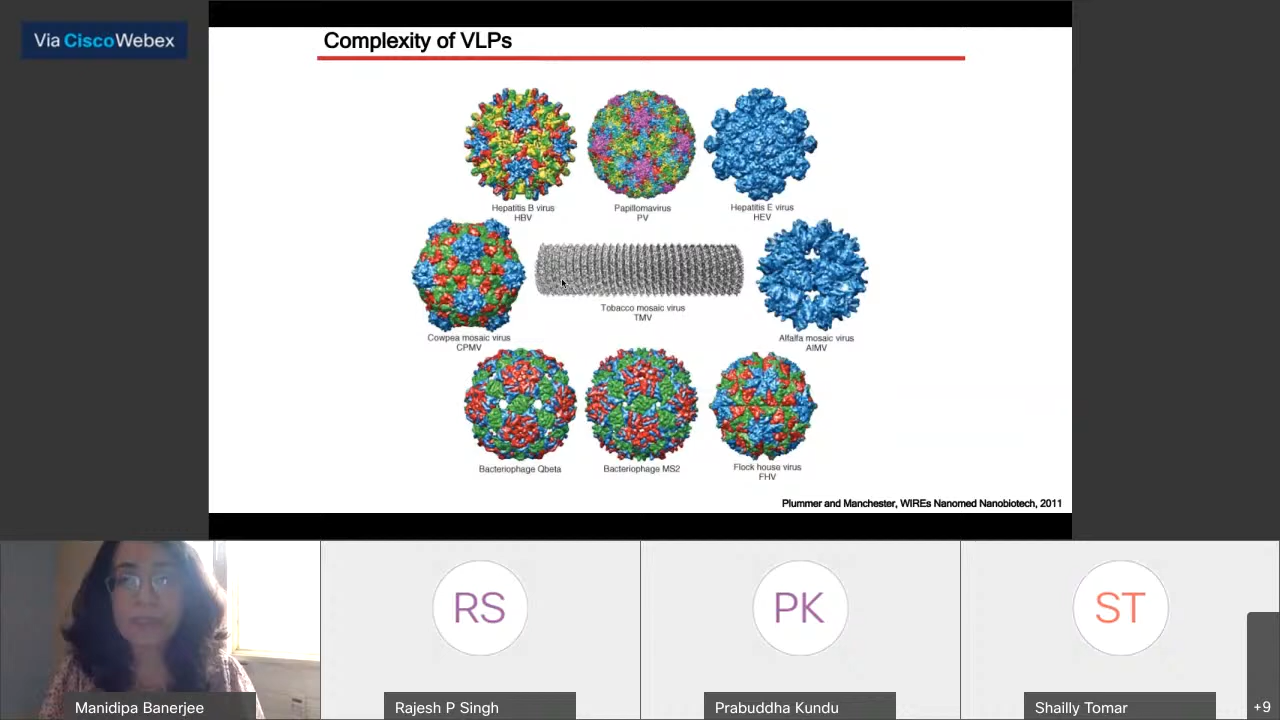 Via Cisco Webex
Complexity of VLPs
Hepatitis B virus
HBV
Papillomavirus
PV
Hepatitis E virus
HEV
Cowpea mosaic virus
CPMV
Tobacco mosaic virus
TMV
Alfalfa mosaic virus
AlMV
Bacteriophage Qbeta
Bacteriophage MS2
Flock house virus
FHV
Plummer and Manchester, WIREs Nanomed Nanobiotech, 2011
RS
PK
ST
Manidipa Banerjee
Rajesh P Singh
Prabuddha Kundu
Shailly Tomar
+9